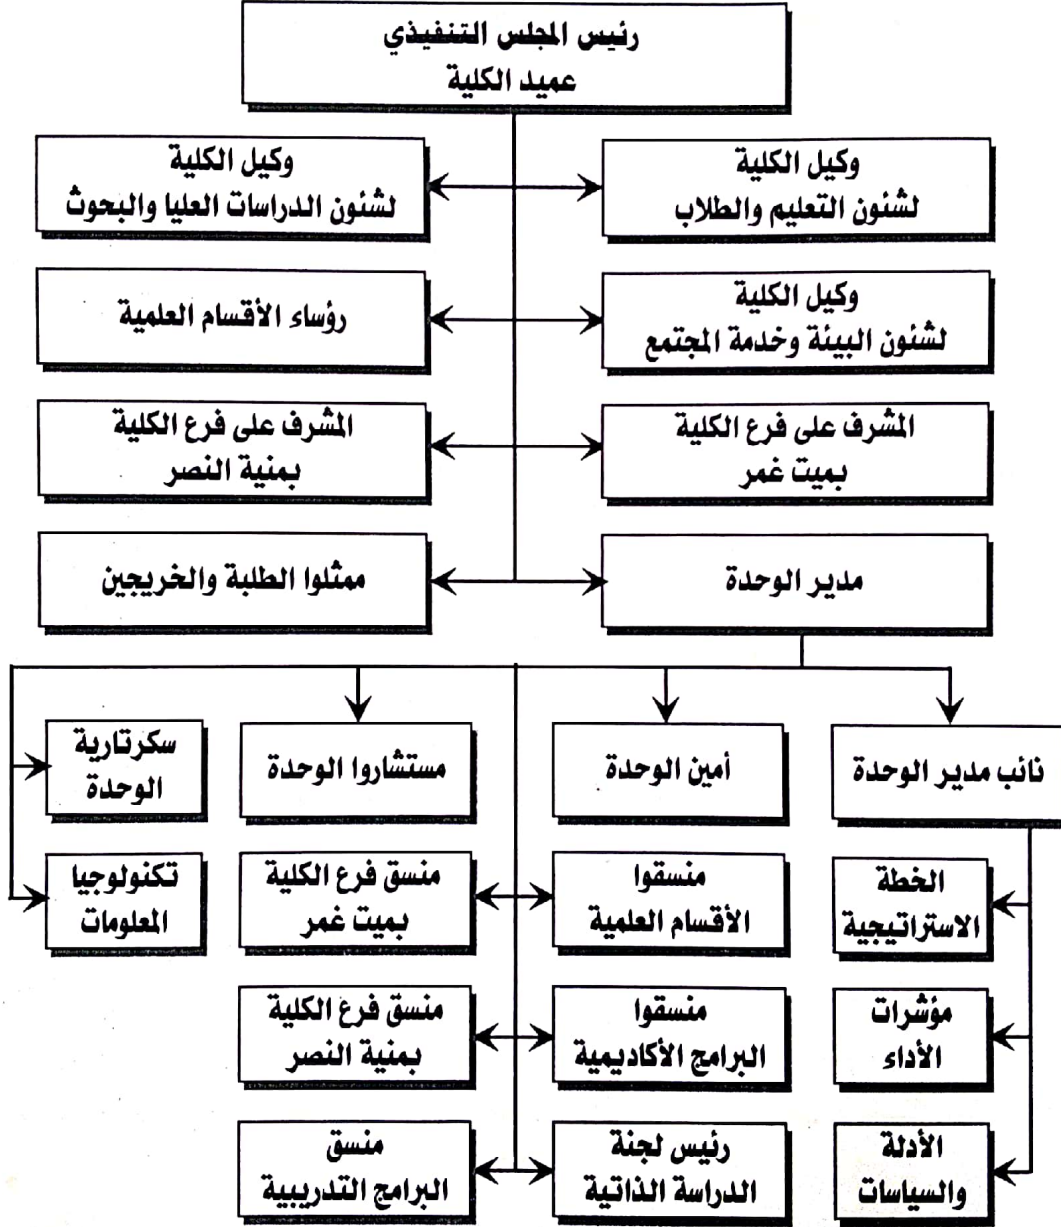 رئيس المجلس التنفيذي
عميد الكلية
وكيل الكلية
لشئون التعليم والطلاب
وكيل الكلية
لشئون الدراسات العليا والبحوث
وكيل الكلية
لشئون البيئة وخدمة المجتمع
رؤساء الأقسام العلمية
المشرف على فرع الكلية
بميت غمر
المشرف على فرع الكلية
بمنية النصر
مدير الوحدة
ممثلوا الطلبة والخريجين
نائب مدير الوحدة
أمين الوحدة
مستشاروا الوحدة
سكرتارية
الوحدة
الخطة
الاستراتيجية
منسقوا
الأقسام العلمية
منسق فرع الكلية
بميت غمر
تكنولوجيا
المعلومات
مؤشرات
الأداء
منسقوا
البرامج الأكاديمية
منسق فرع الكلية
بمنية النصر
الأدلة
والسياسات
رئيس لجنة
الدراسة الذاتية
منسق
البرامج التدريبية